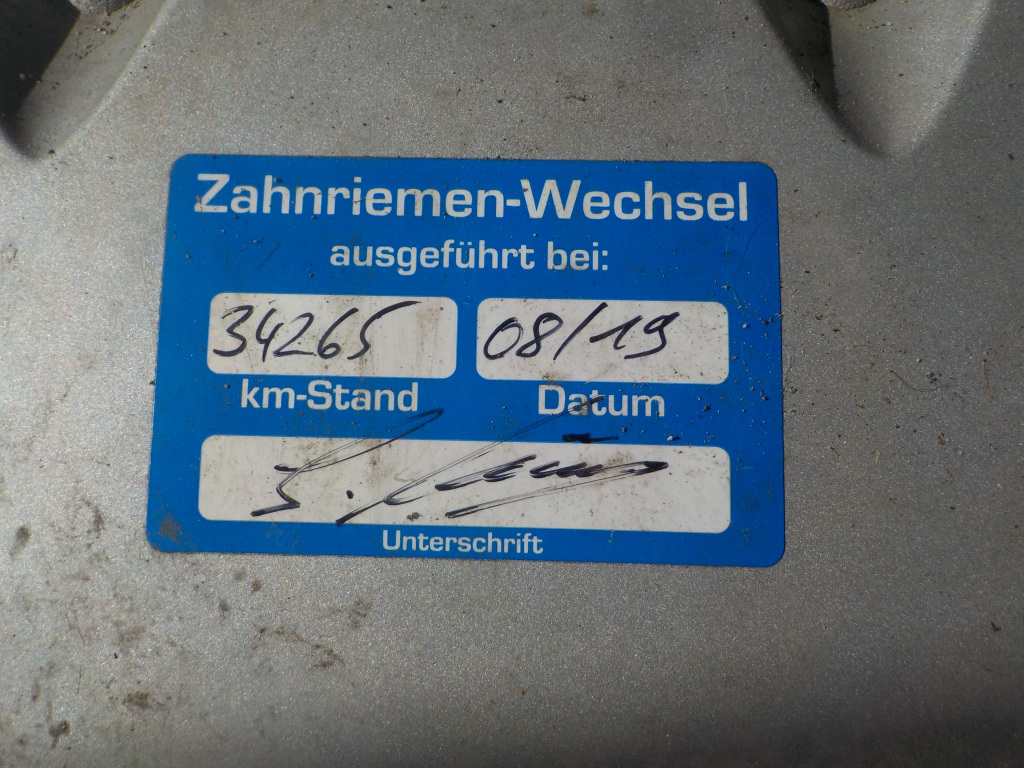 Zahnriemen-Wechsel
ausgeführt bei:
34265 08/19
km-Stand Datum
Unterschrift